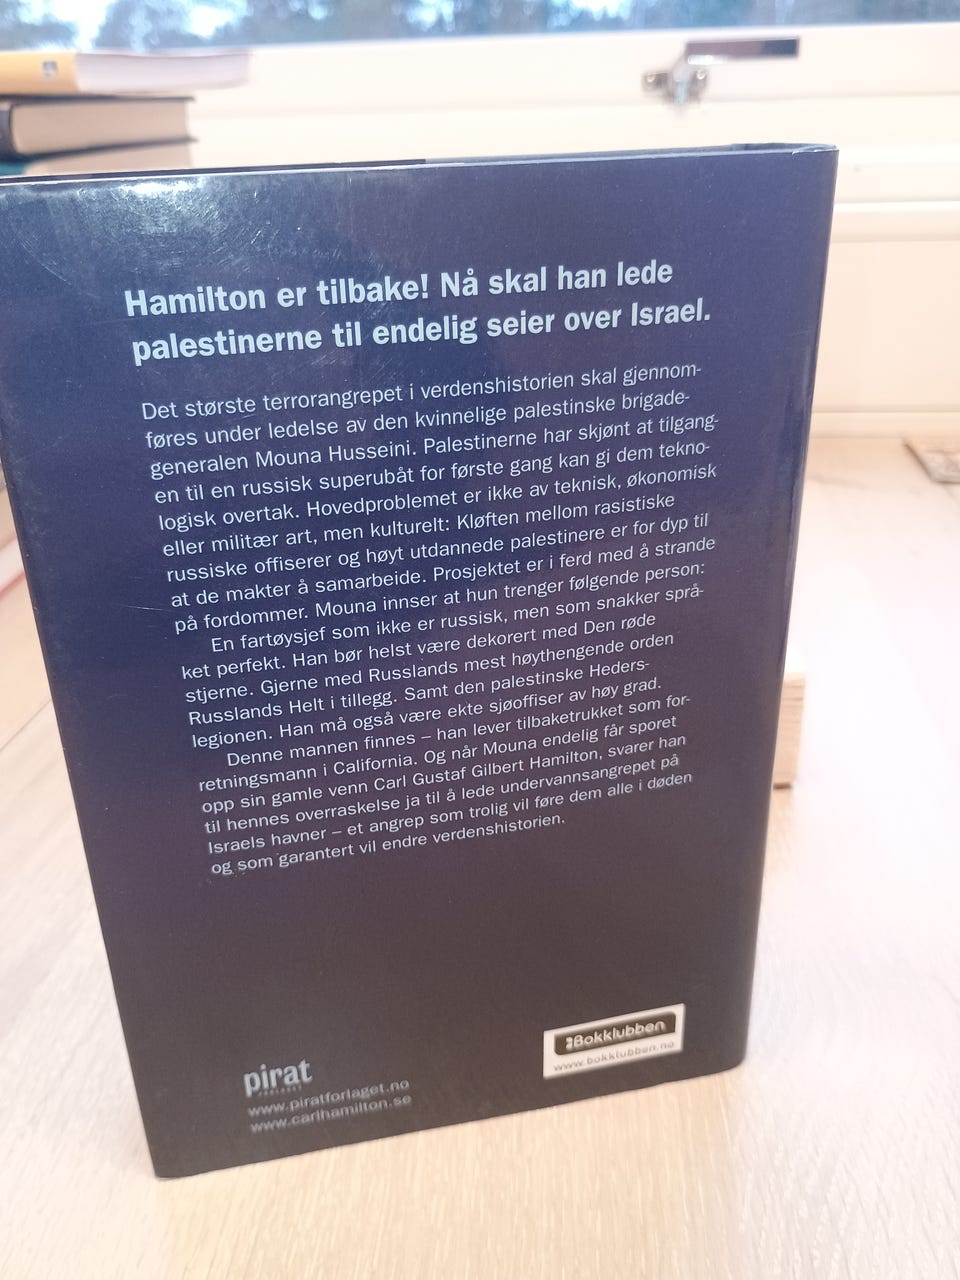 Hamilton er tilbake! Nå skal han lede
palestinerne til endelig seier over Israel.
Det største terrorangrepet i verdenshistorien skal gjennom-
føres under ledelse av den kvinnelige palestinske brigade-
generalen Mouna Husseini. Palestinerne har skjønt at tilgang-
en til en russisk superubåt for første gang kan gi dem tekno-
logisk overtak. Hovedproblemet er ikke av teknisk, økonomisk
eller militær art, men kulturelt: Kløften mellom rasistiske
russiske offiserer og høyt utdannede palestinere er for dyp til
at de makter å samarbeide. Prosjektet er i ferd med å strande
på fordommer. Mouna innser at hun trenger følgende person:
En fartøysjef som ikke er russisk, men som snakker språ-
ket perfekt. Han bør helst være dekorert med Den røde
stjerne. Gjerne med Russlands mest høythengende orden
Russlands Helt i tillegg. Samt den palestinske Heders-
legionen. Han må også være ekte sjøoffiser av høy grad.
Denne mannen finnes – han lever tilbaketrukket som for-
retningsmann i California. Og når Mouna endelig får sporet
opp sin gamle venn Carl Gustaf Gilbert Hamilton, svarer han
til hennes overraskelse ja til å lede undervannsangrepet på
Israels havner – et angrep som trolig vil føre dem alle i døden
og som garantert vil endre verdenshistorien.
pirat
FORLAGET
www.piratforlaget.no
www.carlhamilton.se
Bokklubben
www.bokklubben.no